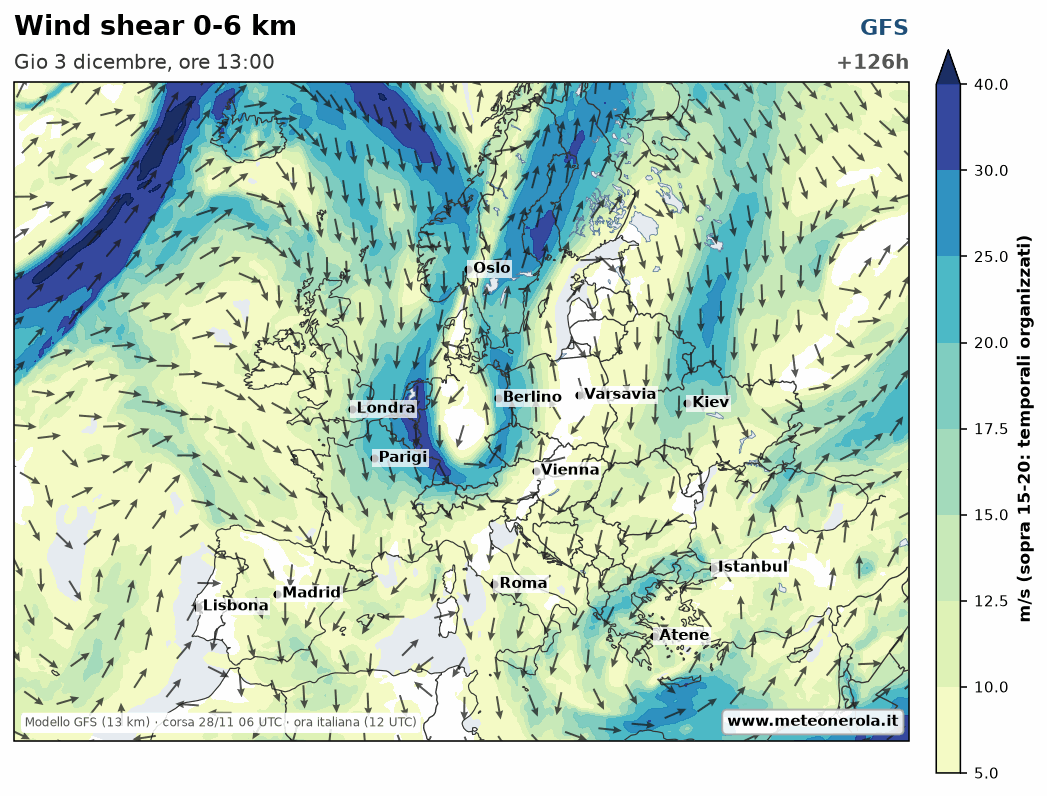 Wind shear 0-6 km
GFS
Gio 3 dicembre, ore 13:00
+126h
40.0
30.0
25.0
20.0
17.5
15.0
12.5
10.0
5.0
m/s (sopra 15-20: temporali organizzati)
Oslo
Londra
Berlino
Varsavia
Kiev
Parigi
Vienna
Istanbul
Roma
Madrid
Lisbona
Atene
Modello GFS (13 km) · corsa 28/11 06 UTC · ora italiana (12 UTC)
www.meteonerola.it